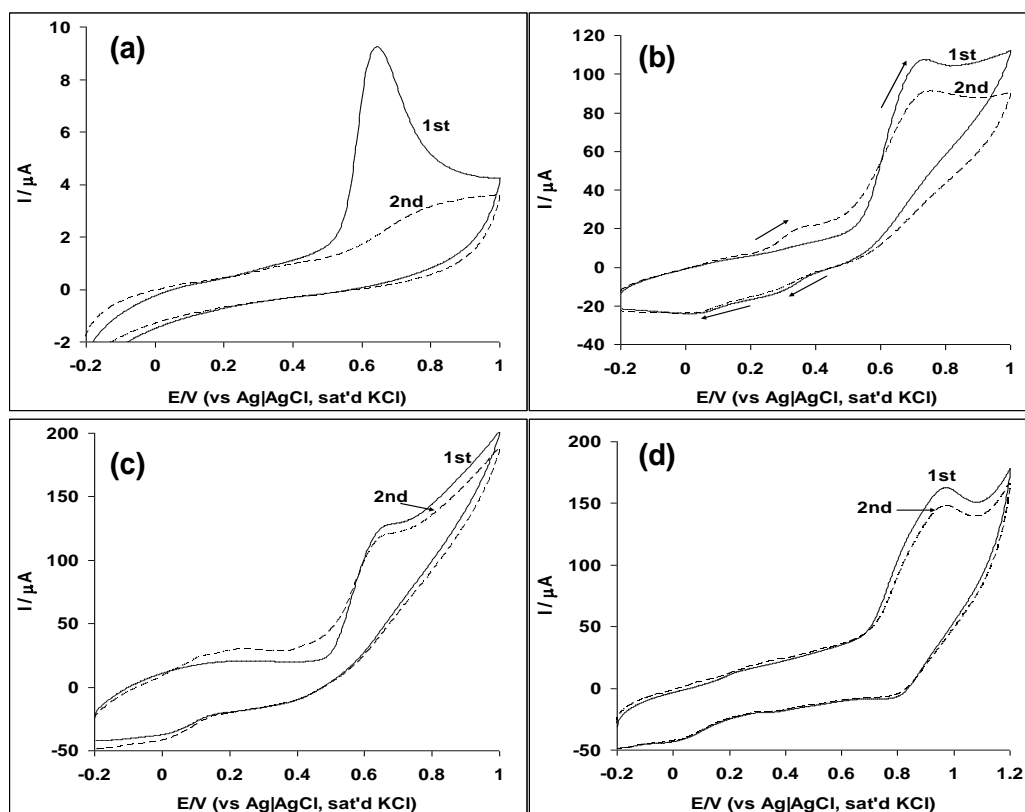 (a)
10
8
6
4
2
0
-2
I / μA
1st
2nd
-0.2 0 0.2 0.4 0.6 0.8 1
E/V (vs Ag|AgCl, sat'd KCl)
(b)
120
100
80
60
40
20
0
-20
-40
I / μA
1st
2nd
-0.2 0 0.2 0.4 0.6 0.8 1
E/V (vs Ag|AgCl, sat'd KCl)
(c)
200
150
100
50
0
-50
I / μA
1st
2nd
-0.2 0 0.2 0.4 0.6 0.8 1
E/V (vs Ag|AgCl, sat'd KCl)
(d)
200
150
100
50
0
-50
I / μA
1st
2nd
-0.2 0 0.2 0.4 0.6 0.8 1 1.2
E/V (vs Ag|AgCl, sat'd KCl)